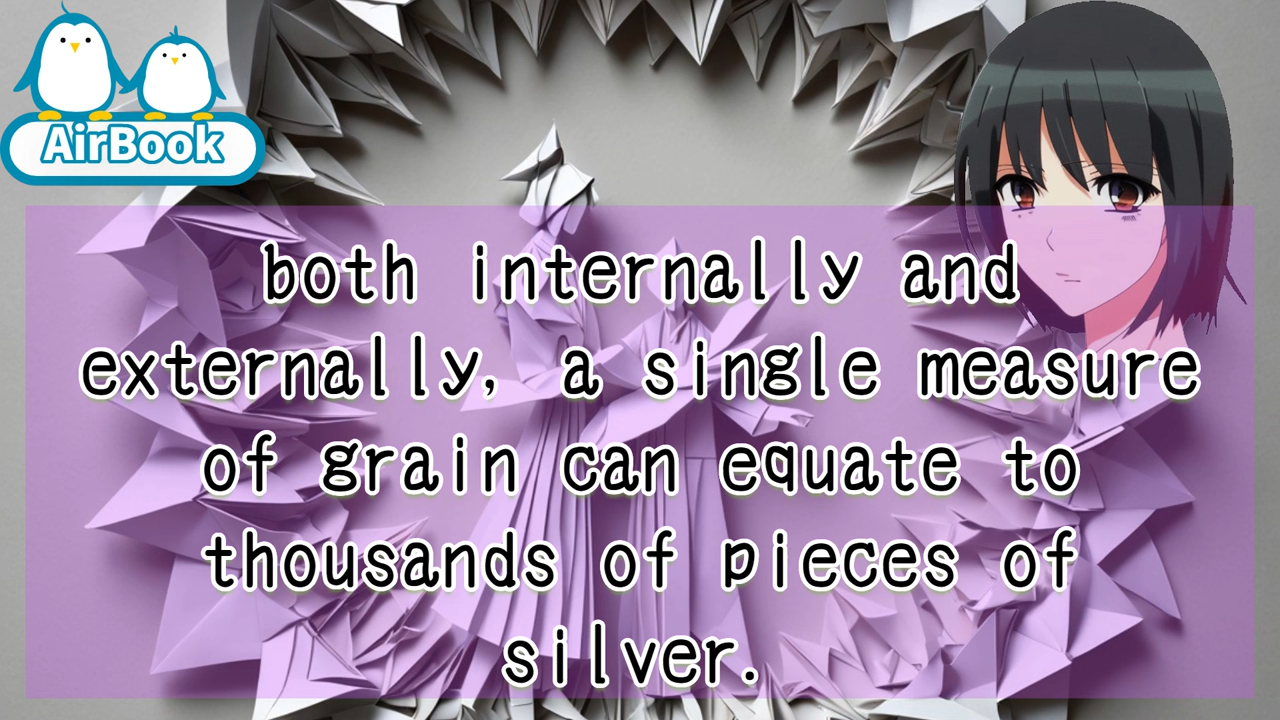 AirBook
both internally and
externally, a single measure
of grain can equate to
thousands of pieces of
silver.